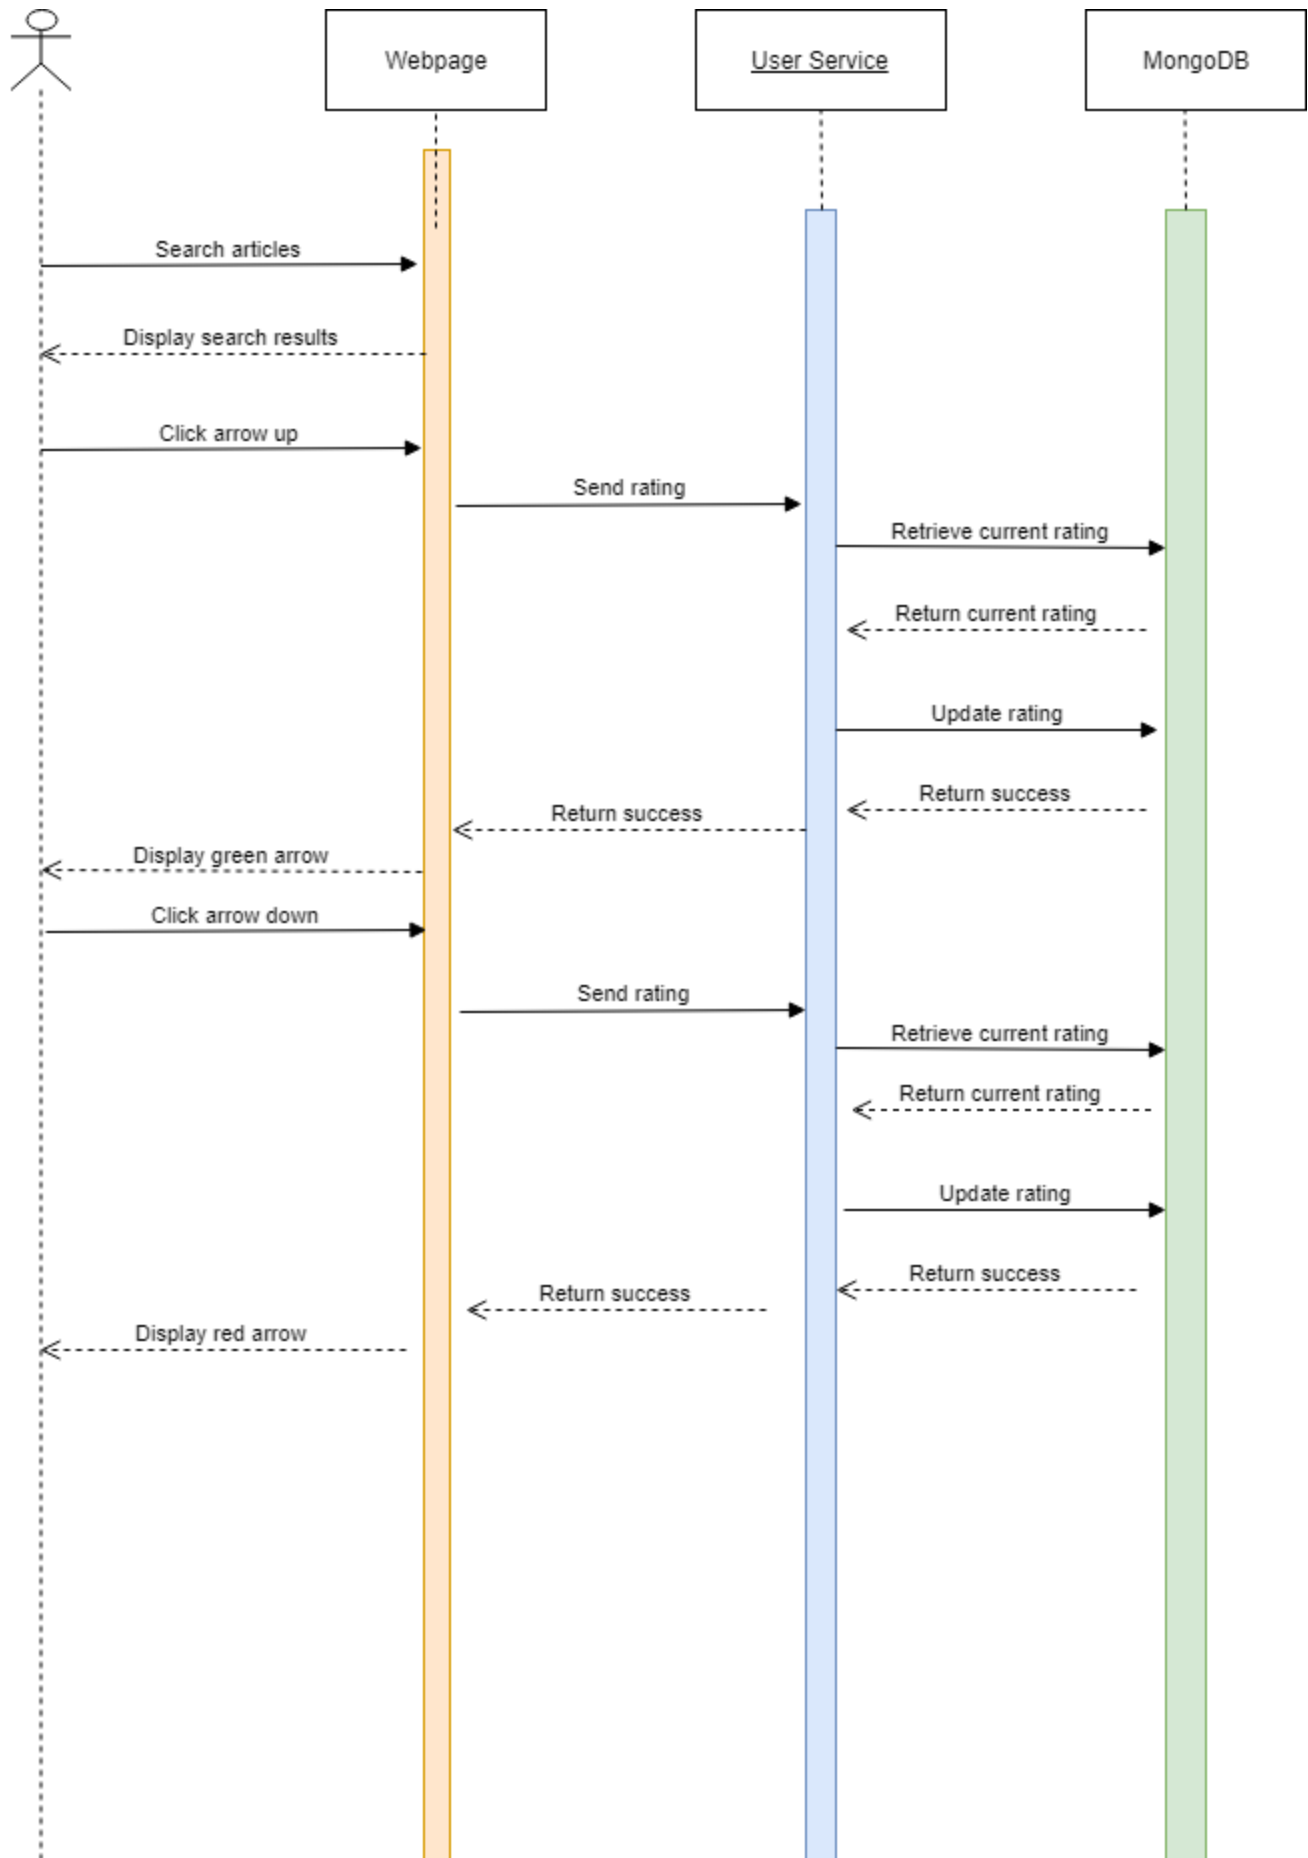 Webpage
User Service
MongoDB
Search articles
Display search results
Click arrow up
Send rating
Retrieve current rating
Return current rating
Update rating
Return success
Return success
Display green arrow
Click arrow down
Send rating
Retrieve current rating
Return current rating
Update rating
Return success
Return success
Display red arrow